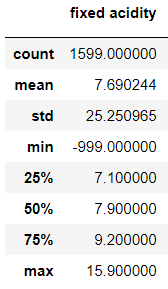 fixed acidity
count 1599.000000
mean 7.690244
std 25.250965
min -999.000000
25% 7.100000
50% 7.900000
75% 9.200000
max 15.900000